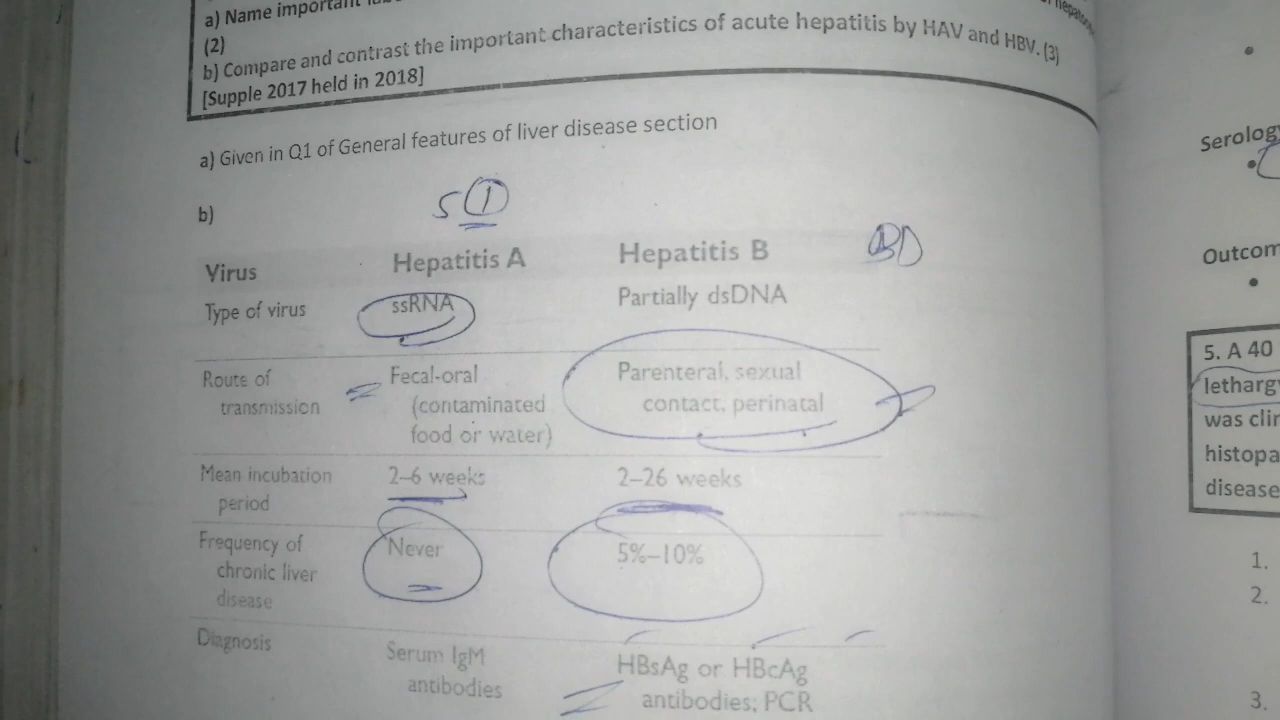 a) Name important
(2)
b) Compare and contrast the important characteristics of acute hepatitis by HAV and HBV. (3)
[Supple 2017 held in 2018]
a) Given in Q1 of General features of liver disease section
b)
5 1
Virus Hepatitis A Hepatitis B
Type of virus ssRNA Partially dsDNA
Route of Fecal-oral Parenteral, sexual
transmission (contaminated contact, perinatal
food or water)
Mean incubation 2–6 weeks 2–26 weeks
period
Frequency of Never 5%–10%
chronic liver
disease
Diagnosis Serum IgM HBsAg or HBcAg
antibodies antibodies; PCR
Serology
Outcom
5. A 40
lethargy
was clin
histopa
disease
1.
2.
3.